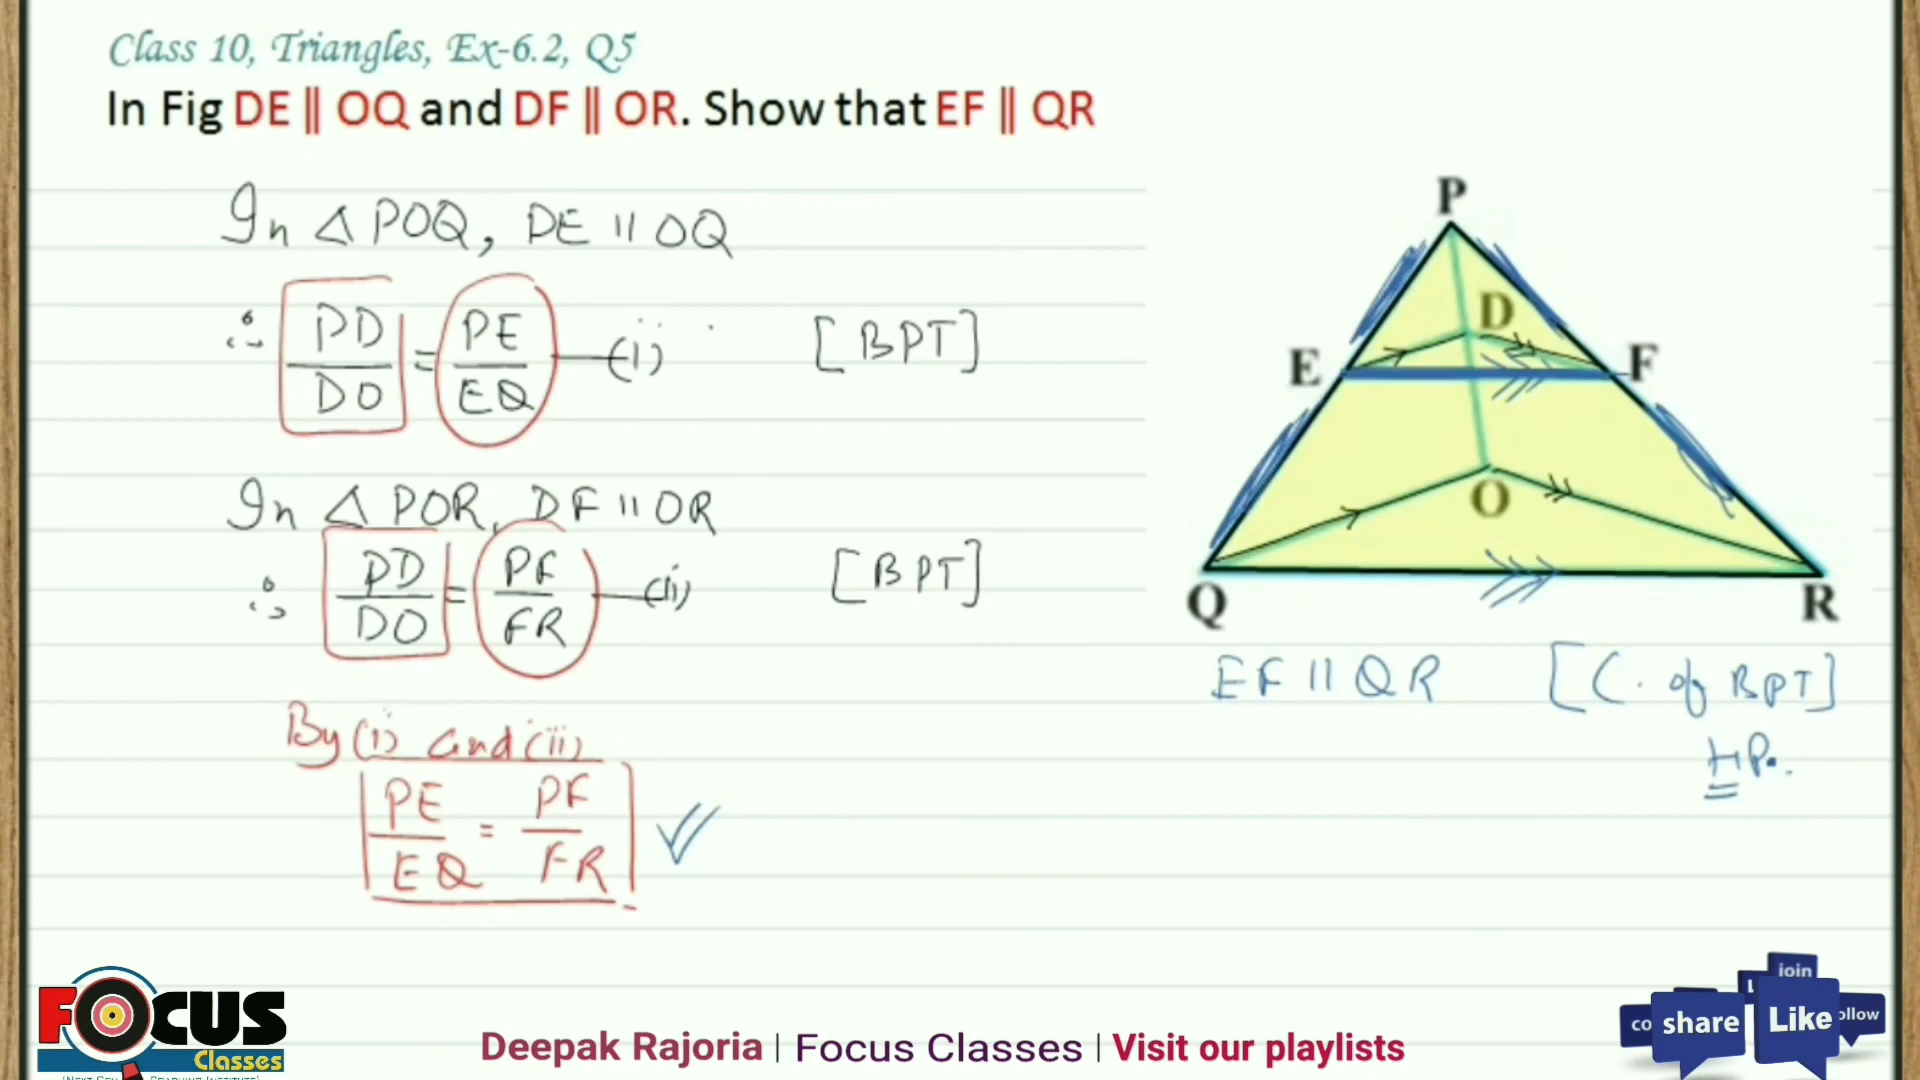 Class 10, Triangles, Ex-6.2, Q5
In Fig DE || OQ and DF || OR. Show that EF || QR
In △ POQ, DE || OQ
∴ PD/DO = PE/EQ —(i) [BPT]
In △ POR, DF || OR
∴ PD/DO = PF/FR —(ii) [BPT]
By (i) and (ii)
PE/EQ = PF/FR
P
D
E
F
O
Q
R
EF || QR [C. of BPT]
HP.
FOCUS
Classes
Deepak Rajoria | Focus Classes | Visit our playlists
join
co share Like ollow